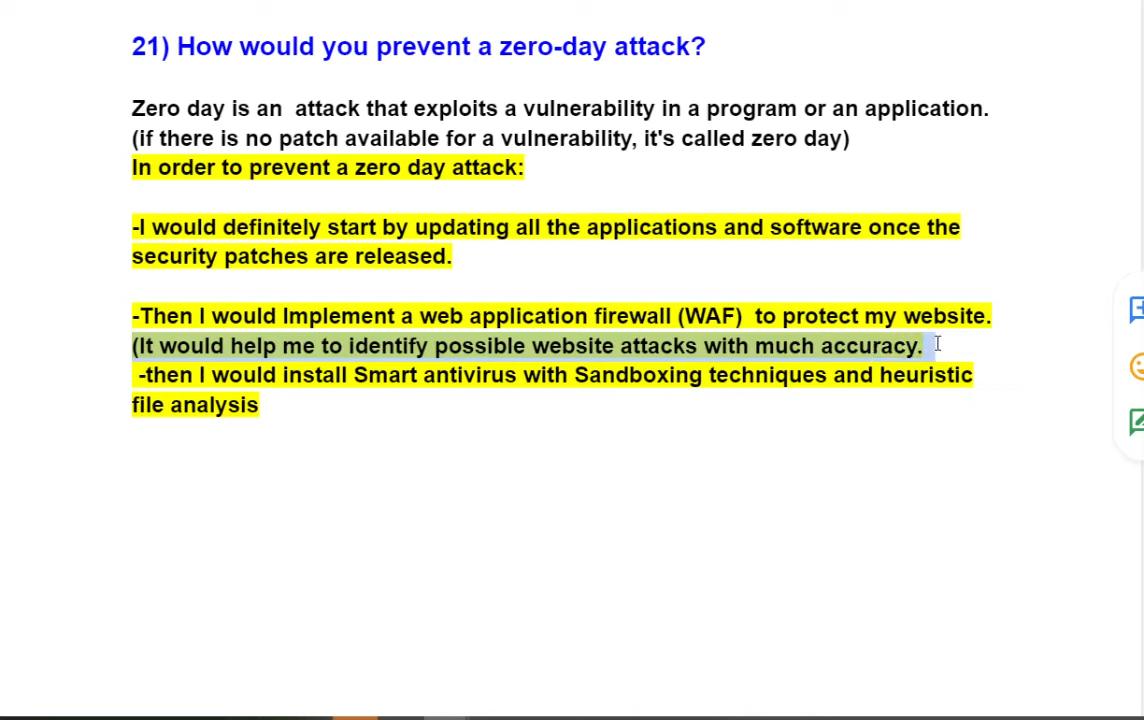 21) How would you prevent a zero-day attack?
Zero day is an  attack that exploits a vulnerability in a program or an application.
(if there is no patch available for a vulnerability, it's called zero day)
In order to prevent a zero day attack:
-I would definitely start by updating all the applications and software once the
security patches are released.
-Then I would Implement a web application firewall (WAF)  to protect my website.
(It would help me to identify possible website attacks with much accuracy.
-then I would install Smart antivirus with Sandboxing techniques and heuristic
file analysis